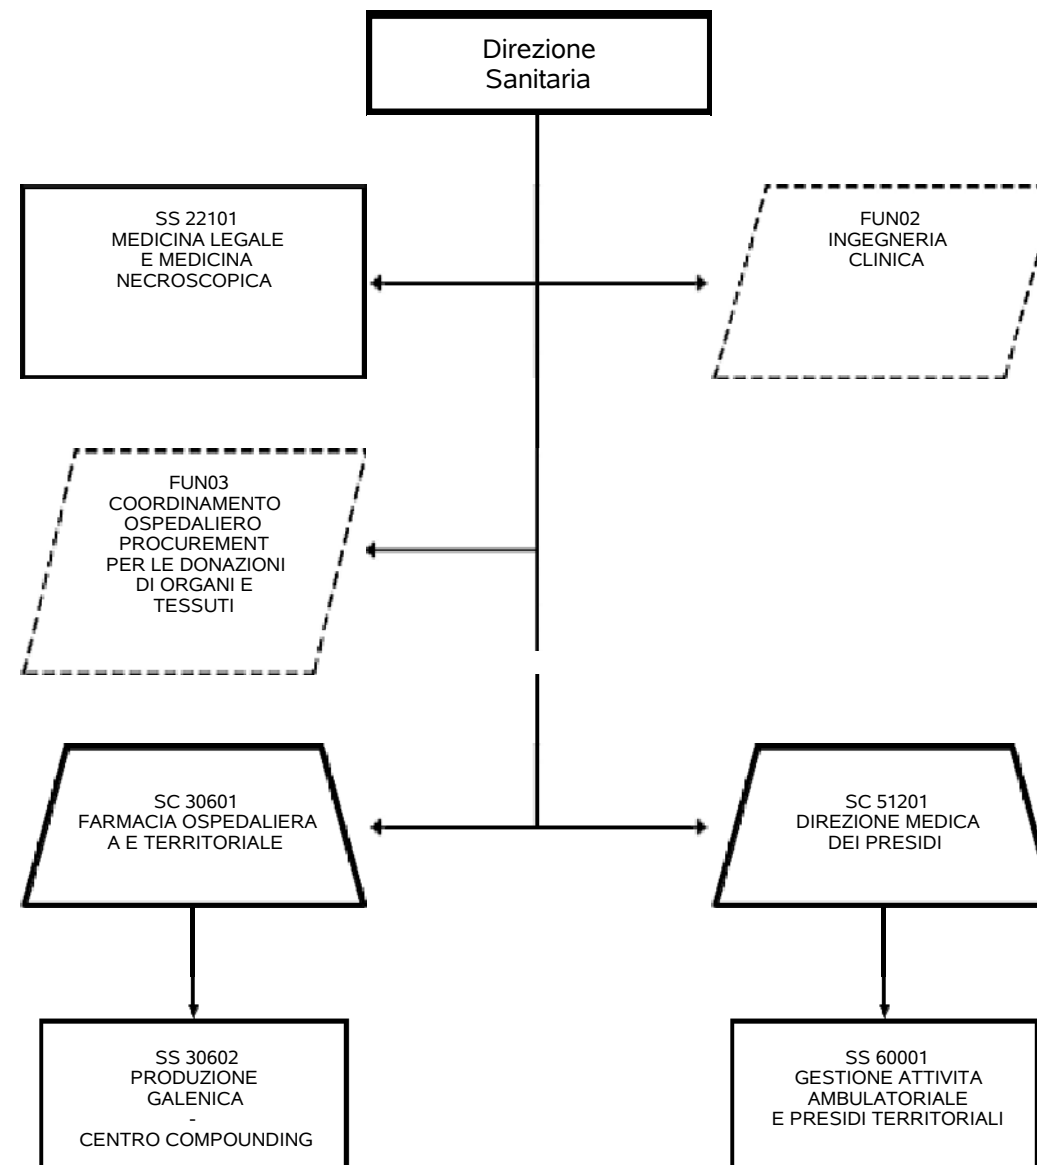 Direzione
Sanitaria
SS 22101
MEDICINA LEGALE
E MEDICINA
NECROSCOPICA
FUN02
INGEGNERIA
CLINICA
FUN03
COORDINAMENTO
OSPEDALIERO
PROCUREMENT
PER LE DONAZIONI
DI ORGANI E
TESSUTI
SC 30601
FARMACIA OSPEDALIERA
A E TERRITORIALE
SC 51201
DIREZIONE MEDICA
DEI PRESIDI
SS 30602
PRODUZIONE
GALENICA
-
CENTRO COMPOUNDING
SS 60001
GESTIONE ATTIVITA
AMBULATORIALE
E PRESIDI TERRITORIALI